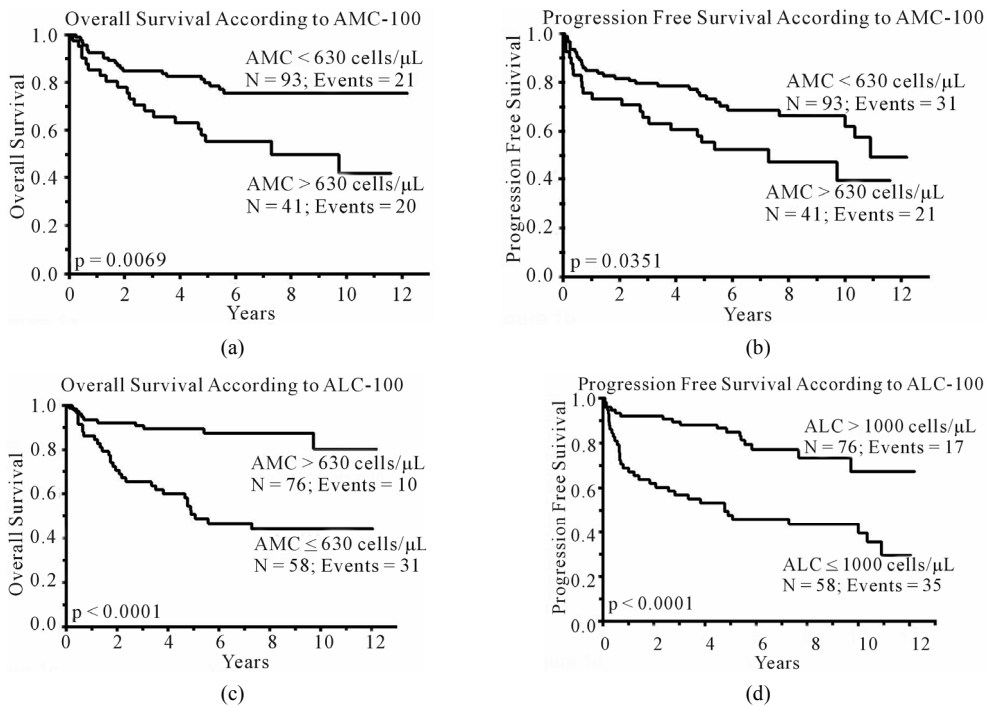 Overall Survival According to AMC-100
Overall Survival
1.0
0.8
0.6
0.4
0.2
0.0
AMC < 630 cells/μL
N = 93; Events = 21
AMC > 630 cells/μL
N = 41; Events = 20
p = 0.0069
0 2 4 6 8 10 12
Years
(a)
Progression Free Survival According to AMC-100
Progression Free Suivival
1.0
0.8
0.6
0.4
0.2
0.0
AMC < 630 cells/μL
N = 93; Events = 31
AMC > 630 cells/μL
N = 41; Events = 21
p = 0.0351
0 2 4 6 8 10 12
Years
(b)
Overall Survival According to ALC-100
Overall Survival
1.0
0.8
0.6
0.4
0.2
0.0
AMC > 630 cells/μL
N = 76; Events = 10
AMC ≤ 630 cells/μL
N = 58; Events = 31
p < 0.0001
0 2 4 6 8 10 12
Years
(c)
Progression Free Survival According to ALC-100
Progression Free Suivival
1.0
0.8
0.6
0.4
0.2
0.0
ALC > 1000 cells/μL
N = 76; Events = 17
ALC ≤ 1000 cells/μL
N = 58; Events = 35
p < 0.0001
0 2 4 6 8 10 12
Years
(d)